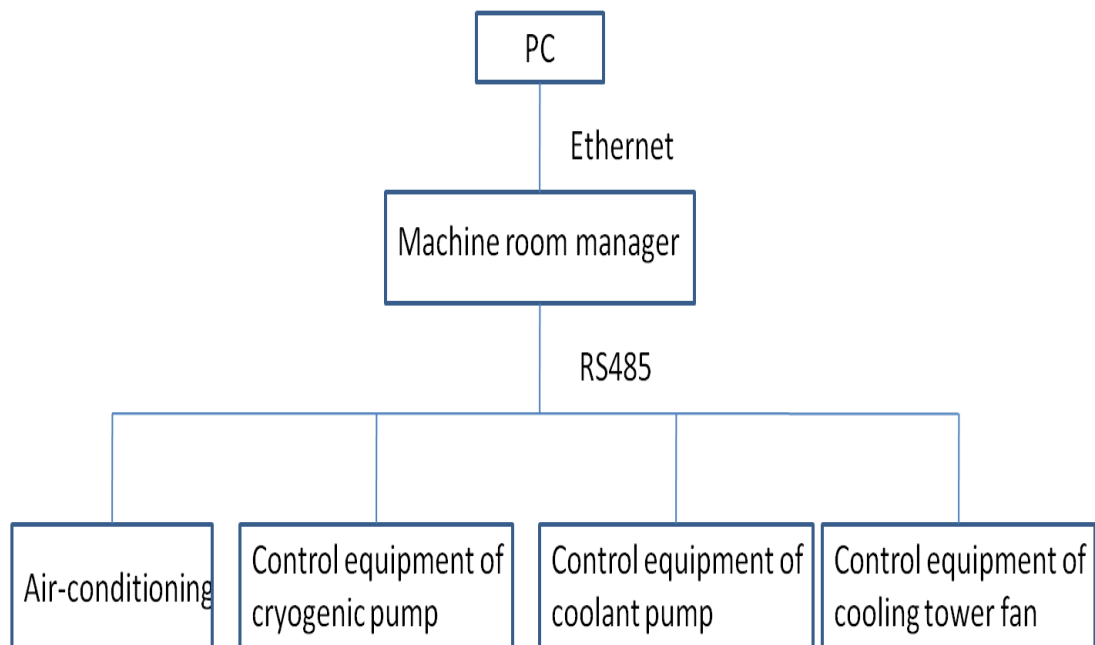 PC
Ethernet
Machine room manager
RS485
Air-conditioning
Control equipment of
cryogenic pump
Control equipment of
coolant pump
Control equipment of
cooling tower fan